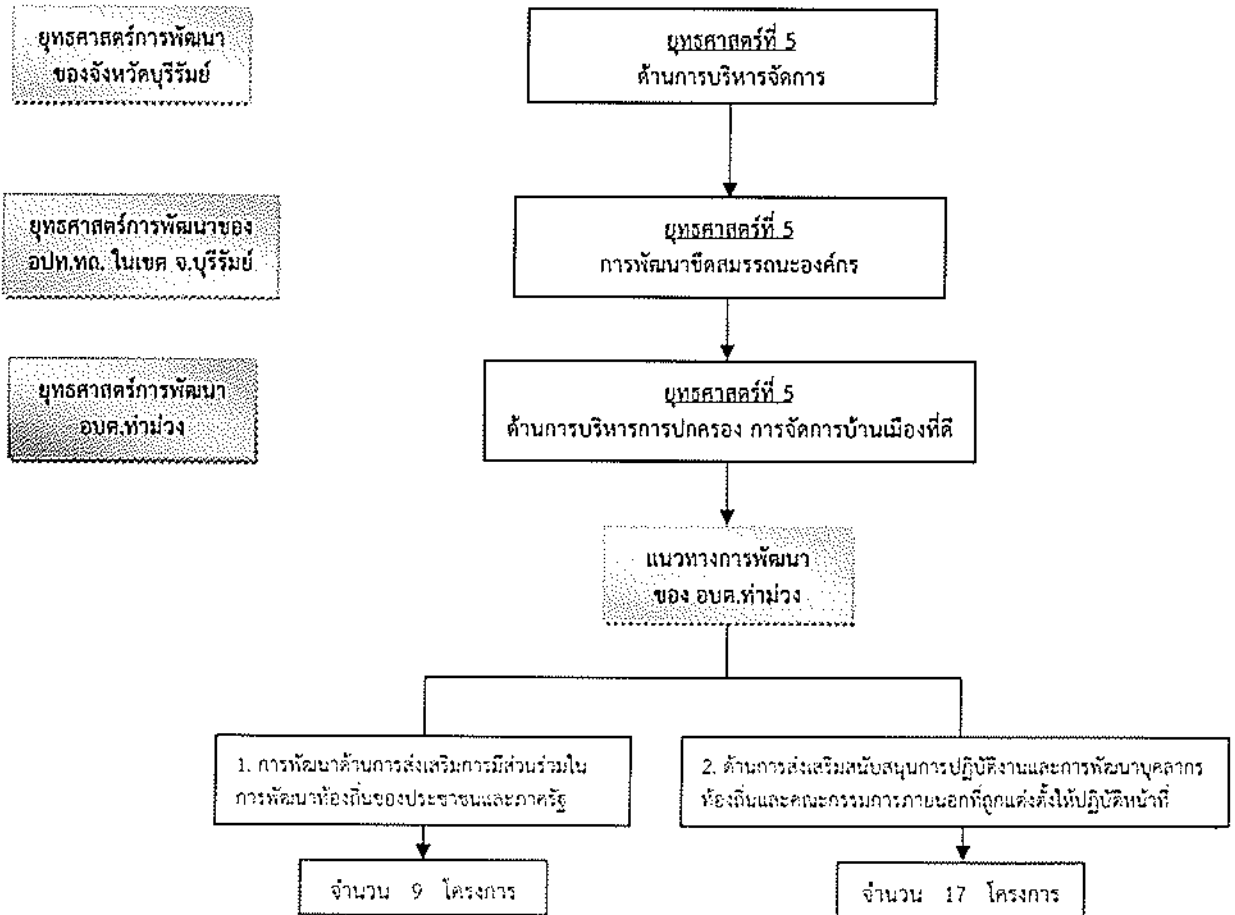 ยุทธศาสตร์การพัฒนา
ของจังหวัดบุรีรัมย์
ยุทธศาสตร์ที่ 5
ด้านการบริหารจัดการ
ยุทธศาสตร์การพัฒนาของ
อปท.ทถ. ในเขต จ.บุรีรัมย์
ยุทธศาสตร์ที่ 5
การพัฒนาขีดสมรรถนะองค์กร
ยุทธศาสตร์การพัฒนา
อบต.ท่าม่วง
ยุทธศาสตร์ที่ 5
ด้านการบริหารการปกครอง การจัดการบ้านเมืองที่ดี
แนวทางการพัฒนา
ของ อบต.ท่าม่วง
1. การพัฒนาด้านการส่งเสริมการมีส่วนร่วมใน
การพัฒนาท้องถิ่นของประชาชนและภาครัฐ
2. ด้านการส่งเสริมสนับสนุนการปฏิบัติงานและการพัฒนาบุคลากร
ท้องถิ่นและคณะกรรมการภายนอกที่ถูกแต่งตั้งให้ปฏิบัติหน้าที่
จำนวน 9 โครงการ
จำนวน 17 โครงการ